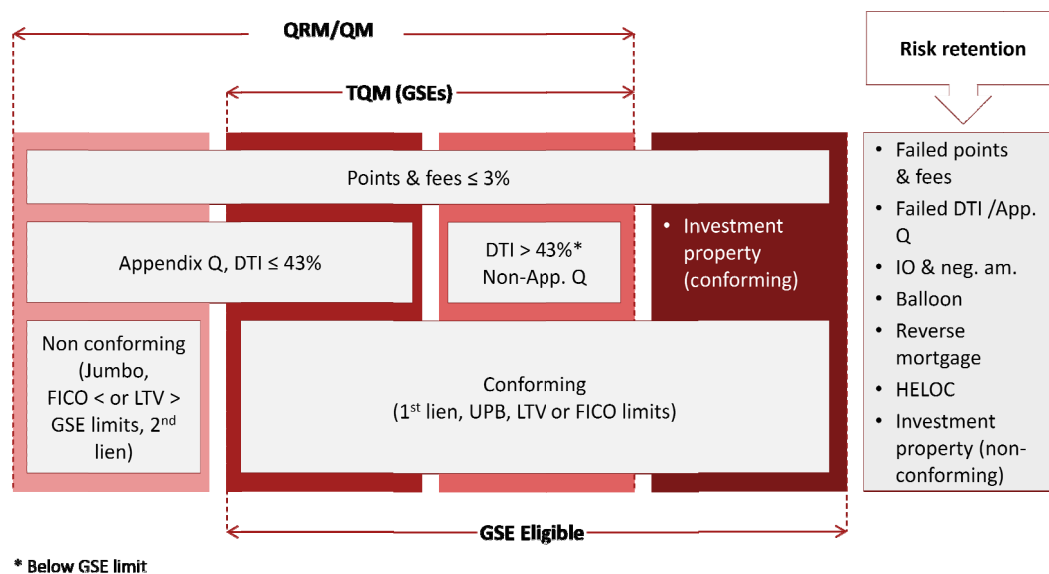 QRM/QM
Risk retention
TQM (GSEs)
Points & fees ≤ 3%
Appendix Q, DTI ≤ 43%
DTI > 43%*
Non-App. Q
• Investment
property
(conforming)
Non conforming
(Jumbo,
FICO < or LTV >
GSE limits, 2nd
lien)
Conforming
(1st lien, UPB, LTV or FICO limits)
• Failed points
& fees
• Failed DTI /App.
Q
• IO & neg. am.
• Balloon
• Reverse
mortgage
• HELOC
• Investment
property (non-
conforming)
GSE Eligible
* Below GSE limit